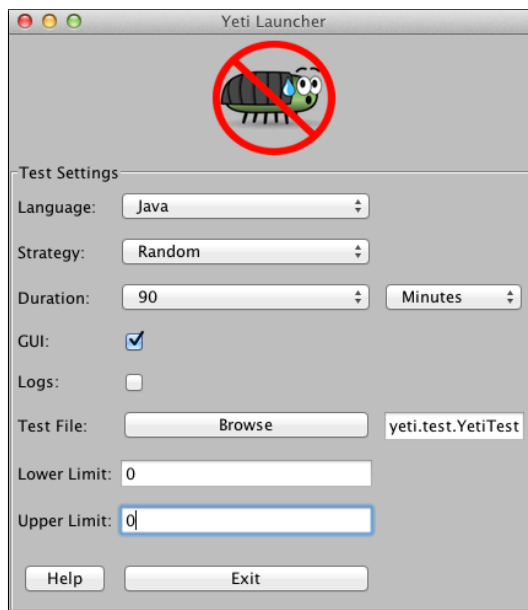 Yeti Launcher
Test Settings
Language: Java
Strategy: Random
Duration: 90 Minutes
GUI:
Logs:
Test File: Browse yeti.test.YetiTest
Lower Limit: 0
Upper Limit: 0
Help Exit